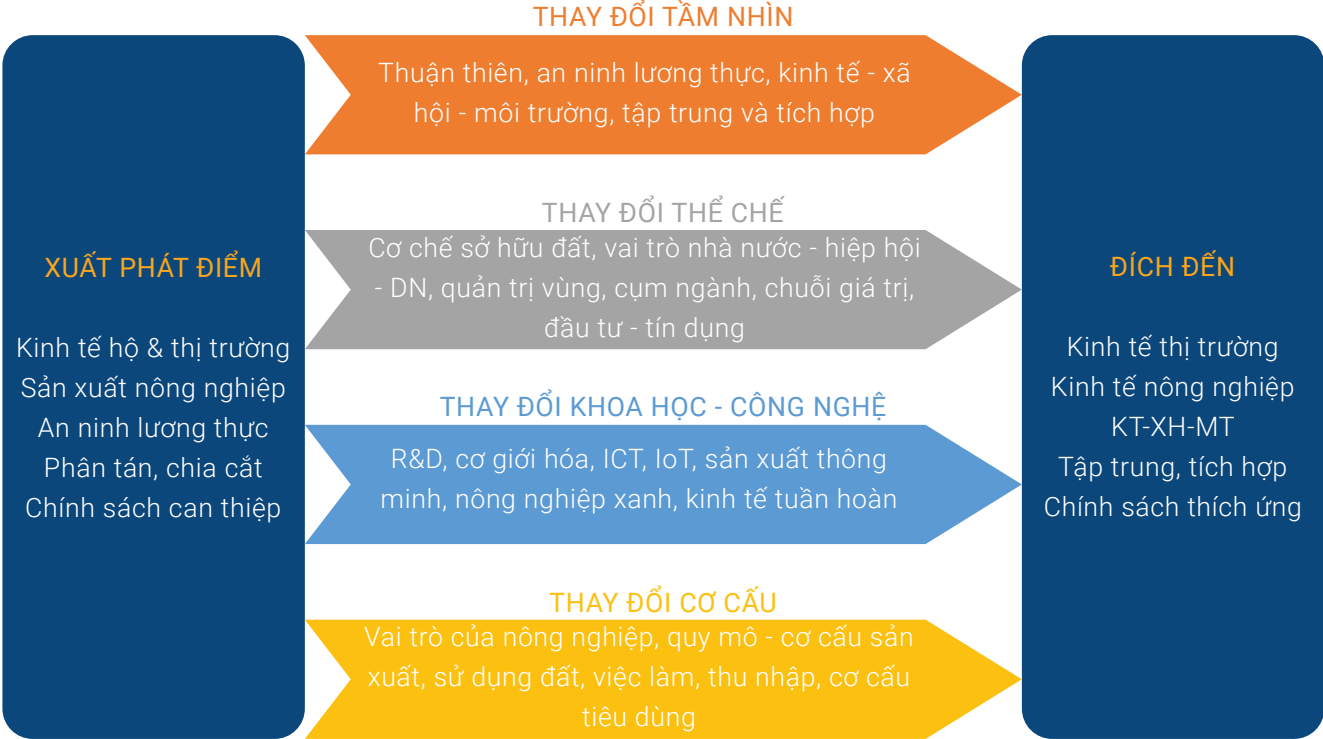 XUẤT PHÁT ĐIỂM
Kinh tế hộ & thị trường
Sản xuất nông nghiệp
An ninh lương thực
Phân tán, chia cắt
Chính sách can thiệp
THAY ĐỔI TẦM NHÌN
Thuận thiên, an ninh lương thực, kinh tế - xã
hội - môi trường, tập trung và tích hợp
THAY ĐỔI THỂ CHẾ
Cơ chế sở hữu đất, vai trò nhà nước - hiệp hội
- DN, quản trị vùng, cụm ngành, chuỗi giá trị,
đầu tư - tín dụng
THAY ĐỔI KHOA HỌC - CÔNG NGHỆ
R&D, cơ giới hóa, ICT, IoT, sản xuất thông
minh, nông nghiệp xanh, kinh tế tuần hoàn
THAY ĐỔI CƠ CẤU
Vai trò của nông nghiệp, quy mô - cơ cấu sản
xuất, sử dụng đất, việc làm, thu nhập, cơ cấu
tiêu dùng
ĐÍCH ĐẾN
Kinh tế thị trường
Kinh tế nông nghiệp
KT-XH-MT
Tập trung, tích hợp
Chính sách thích ứng